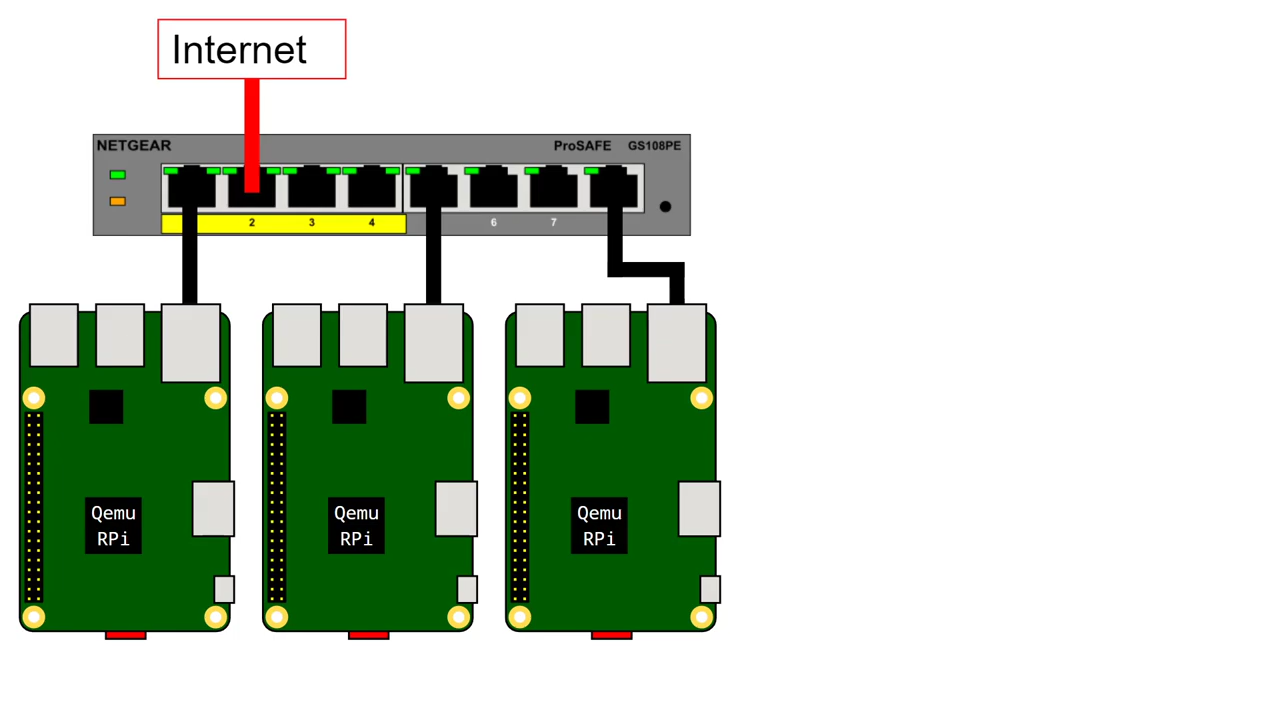 Internet
NETGEAR
ProSAFE GS108PE
2 3 4 6 7
Qemu
RPi
Qemu
RPi
Qemu
RPi